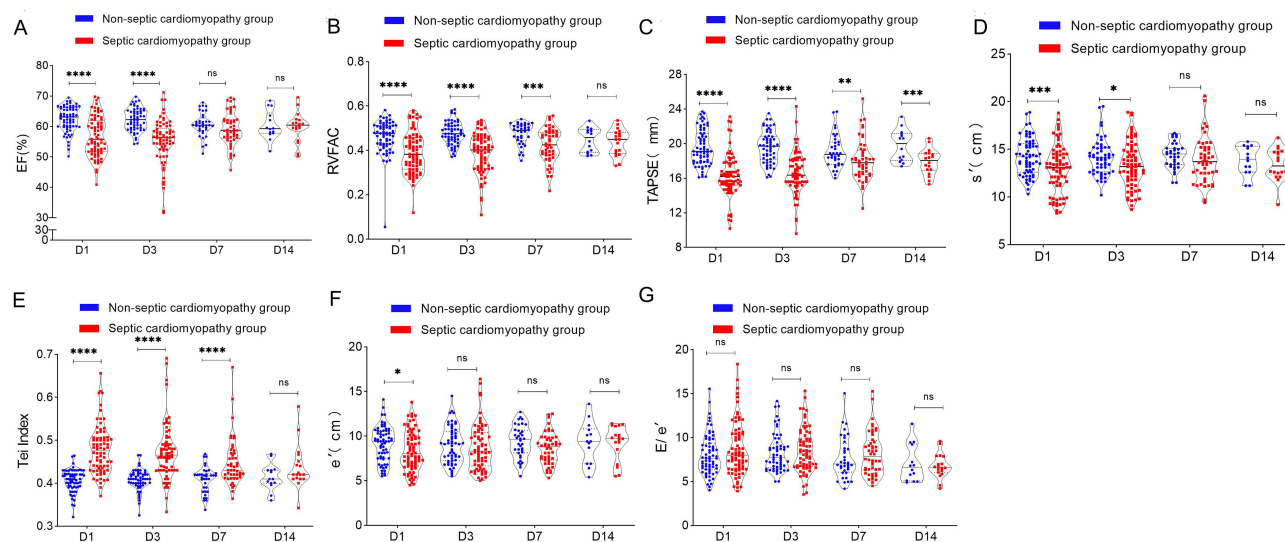 A
Non-septic cardiomyopathy group
Septic cardiomyopathy group
EF(%)
80
70
60
50
40
30
30
0
**** **** ns ns
D1 D3 D7 D14
B
Non-septic cardiomyopathy group
Septic cardiomyopathy group
RVFAC
0.8
0.6
0.4
0.2
0.0
**** **** *** ns
D1 D3 D7 D14
C
Non-septic cardiomyopathy group
Septic cardiomyopathy group
TAPSE( mm)
28
24
20
16
12
8
**** **** ** ***
D1 D3 D7 D14
D
Non-septic cardiomyopathy group
Septic cardiomyopathy group
s′( cm)
25
20
15
10
5
*** * ns ns
D1 D3 D7 D14
E
Non-septic cardiomyopathy group
Septic cardiomyopathy group
Tei Index
0.7
0.6
0.5
0.4
0.3
**** **** **** ns
D1 D3 D7 D14
F
Non-septic cardiomyopathy group
Septic cardiomyopathy group
e′( cm)
20
15
10
5
0
* ns ns ns
D1 D3 D7 D14
G
Non-septic cardiomyopathy group
Septic cardiomyopathy group
E/ e′
20
15
10
5
0
ns ns ns ns
D1 D3 D7 D14